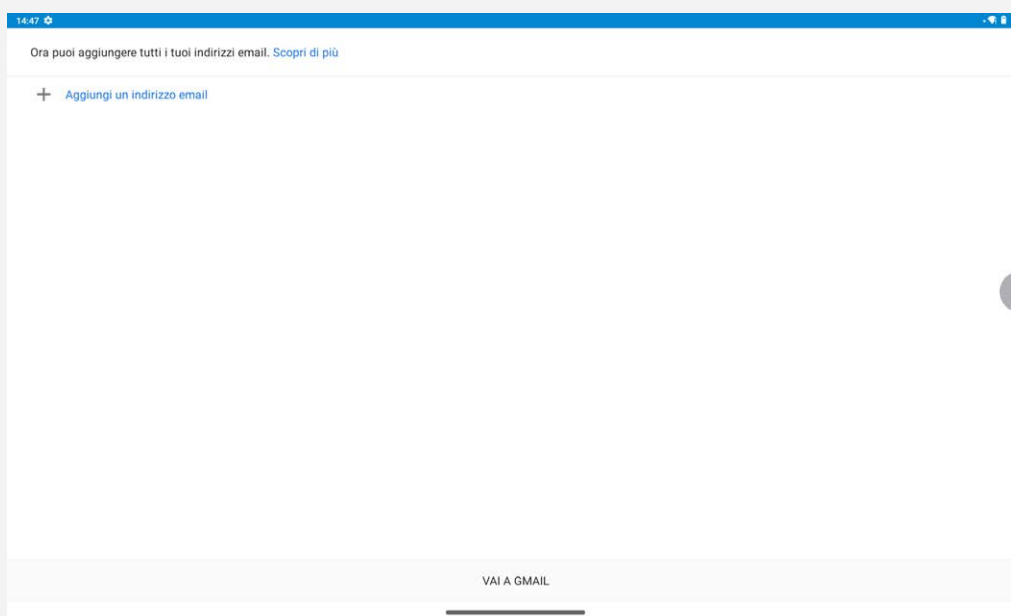 14:47
Ora puoi aggiungere tutti i tuoi indirizzi email. Scopri di più
Aggiungi un indirizzo email
VAI A GMAIL